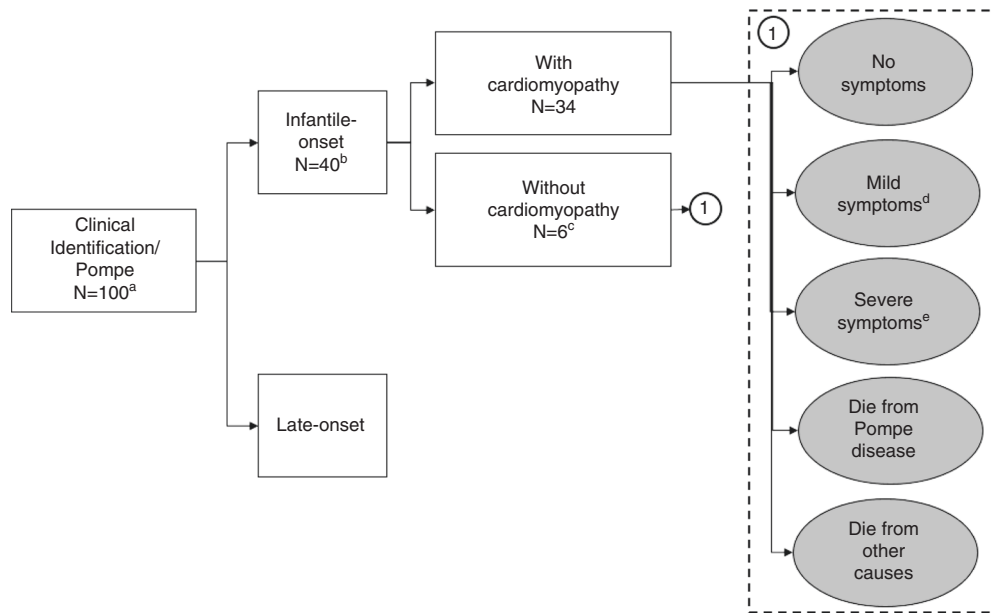 Clinical
Identification/
Pompe
N=100ᵃ
Infantile-
onset
N=40ᵇ
Late-onset
With
cardiomyopathy
N=34
Without
cardiomyopathy
N=6ᶜ
1
1
No
symptoms
Mild
symptomsᵈ
Severe
symptomsᵉ
Die from
Pompe
disease
Die from
other
causes